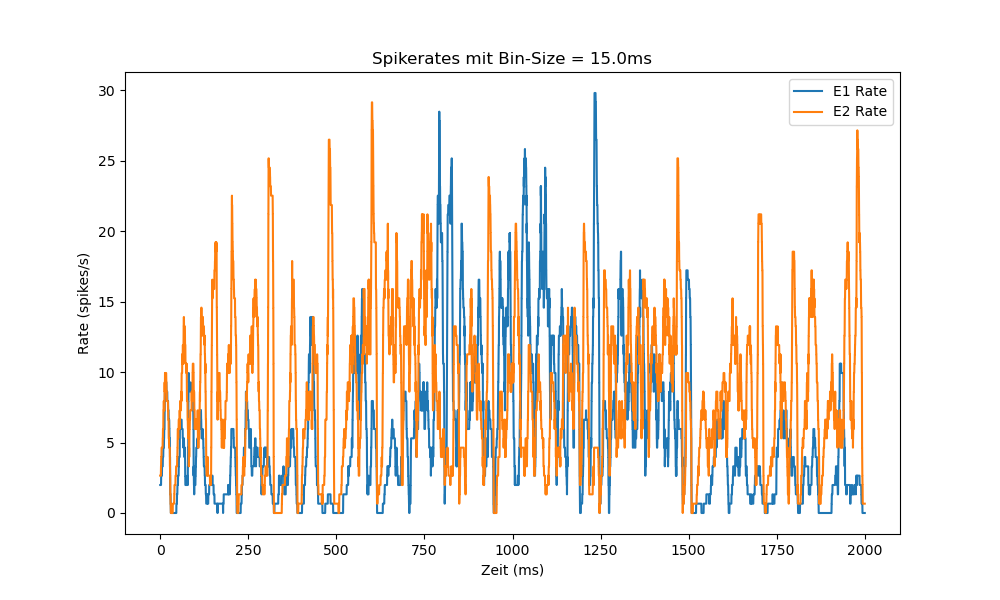 Spikerates mit Bin-Size = 15.0ms
E1 Rate
E2 Rate
Rate (spikes/s)
30
25
20
15
10
5
0
0 250 500 750 1000 1250 1500 1750 2000
Zeit (ms)